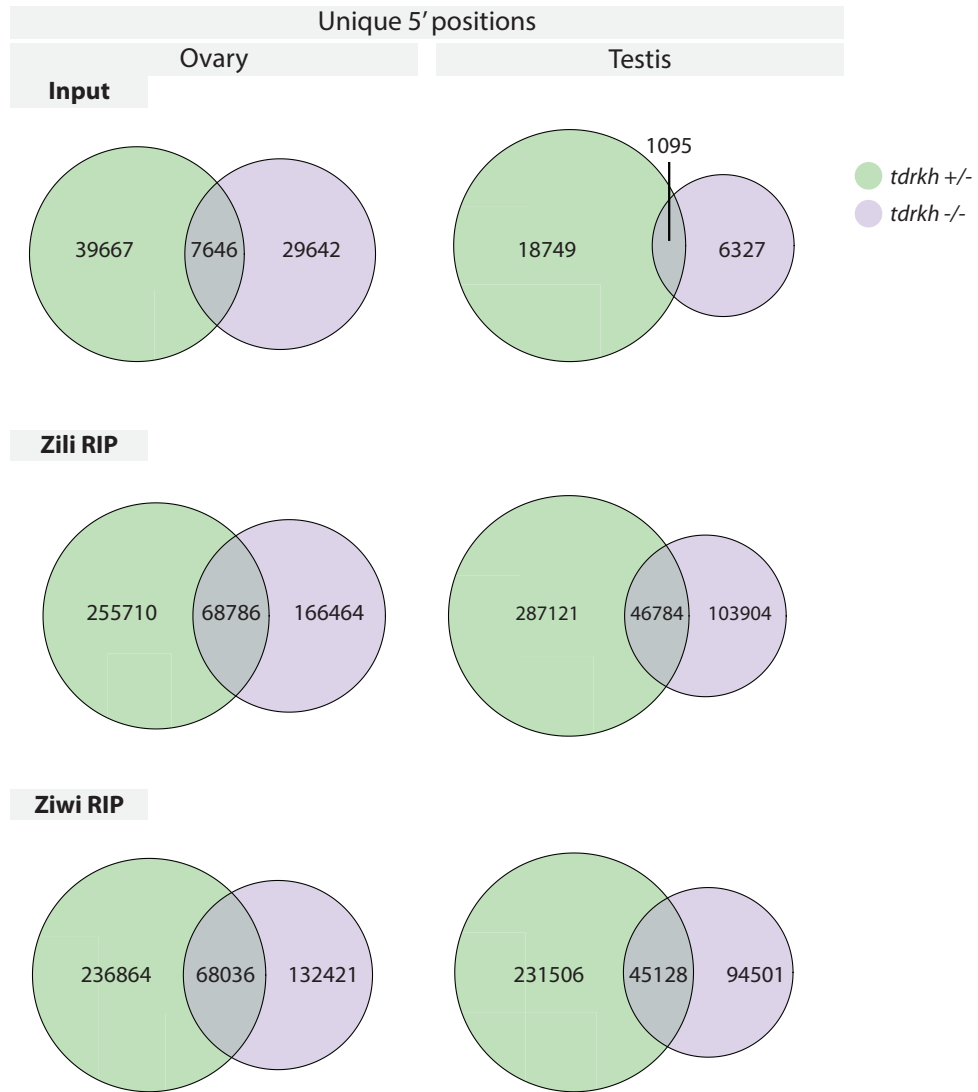 Unique 5’ positions
Ovary
Testis
Input
39667
7646
29642
1095
18749
6327
tdrkh +/-
tdrkh -/-
Zili RIP
255710
68786
166464
287121
46784
103904
Ziwi RIP
236864
68036
132421
231506
45128
94501